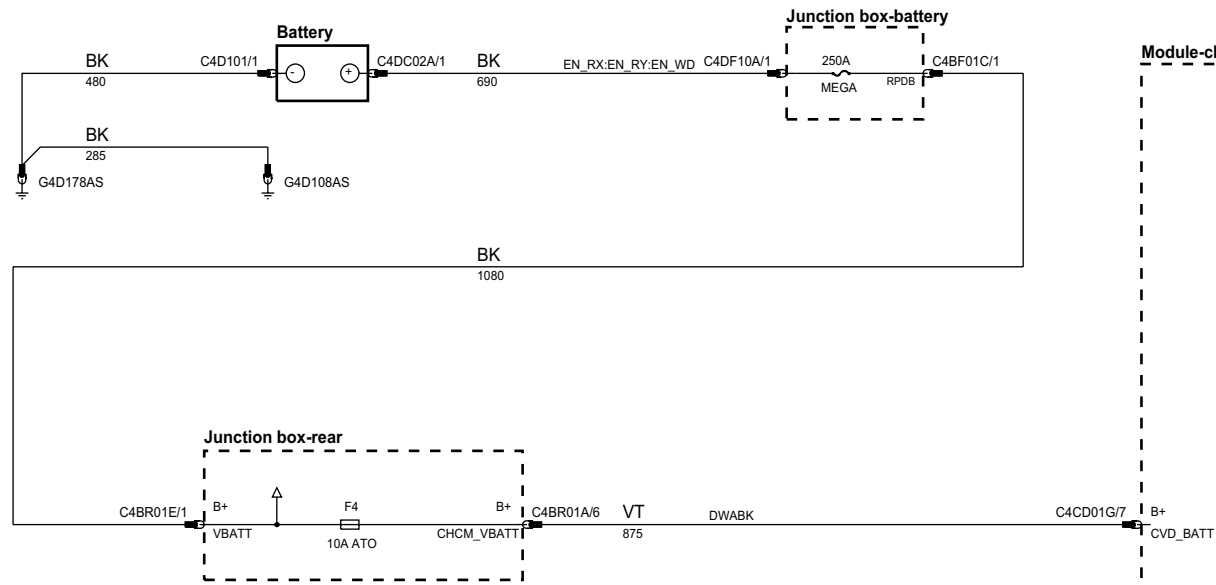 Junction box-battery
Battery
Module-cl
BK
C4D101/1
-
+
C4DC02A/1
BK
EN_RX:EN_RY:EN_WD
C4DF10A/1
250A
C4BF01C/1
480
690
MEGA
RPDB
BK
285
G4D178AS
G4D108AS
BK
1080
Junction box-rear
C4BR01E/1
B+
F4
B+
C4BR01A/6
VT
DWABK
C4CD01G/7
B+
VBATT
10A ATO
CHCM_VBATT
875
CVD_BATT